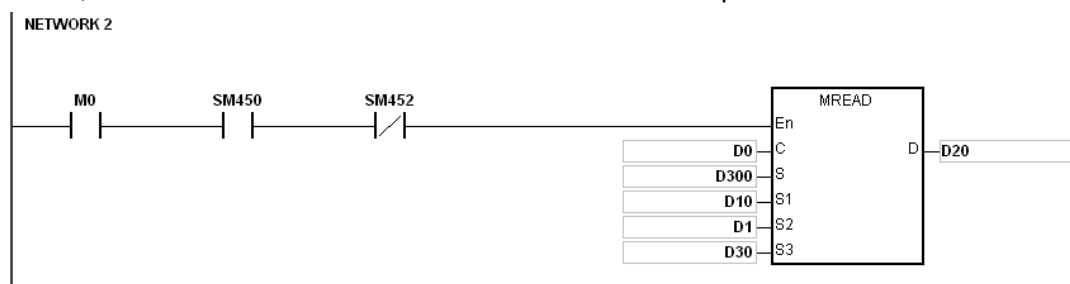 NETWORK 2
M0 SM450 SM452 MREAD
En
D0 C D D20
D300 S
D10 S1
D1 S2
D30 S3